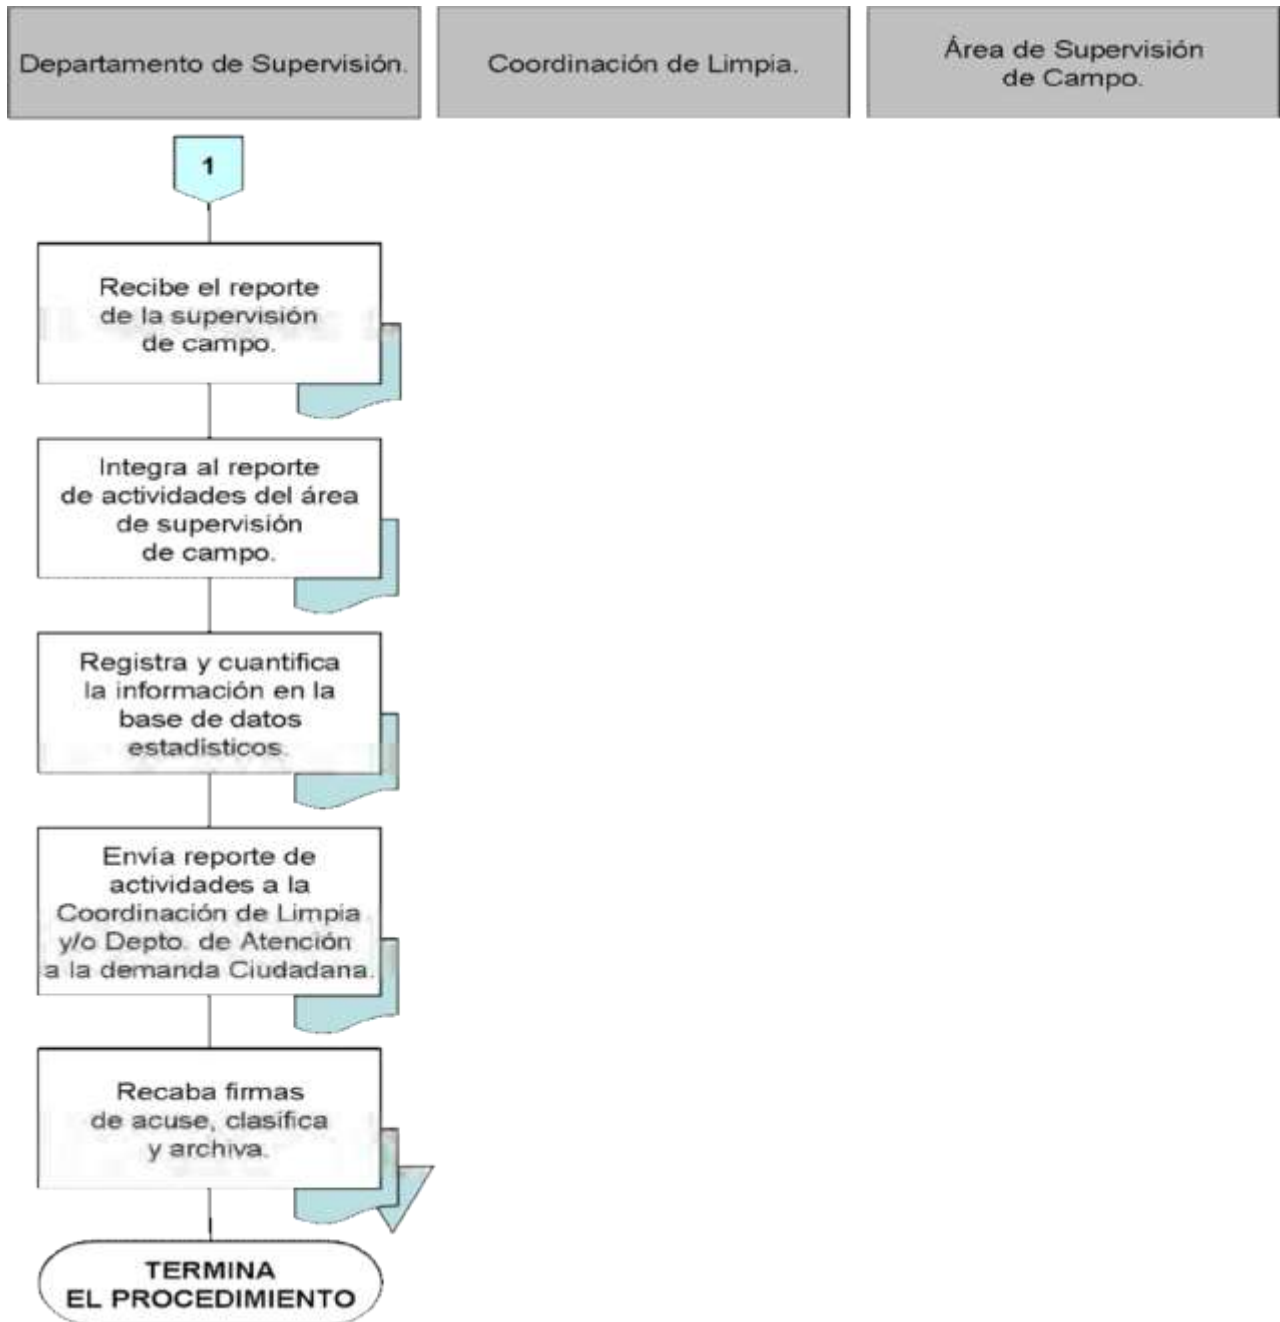 Departamento de Supervisión.
Coordinación de Limpia.
Área de Supervisión
de Campo.
1
Recibe el reporte
de la supervisión
de campo.
Integra al reporte
de actividades del área
de supervisión
de campo.
Registra y cuantifica
la información en la
base de datos
estadísticos.
Envía reporte de
actividades a la
Coordinación de Limpia
y/o Depto. de Atención
a la demanda Ciudadana.
Recaba firmas
de acuse, clasifica
y archiva.
TERMINA
EL PROCEDIMIENTO